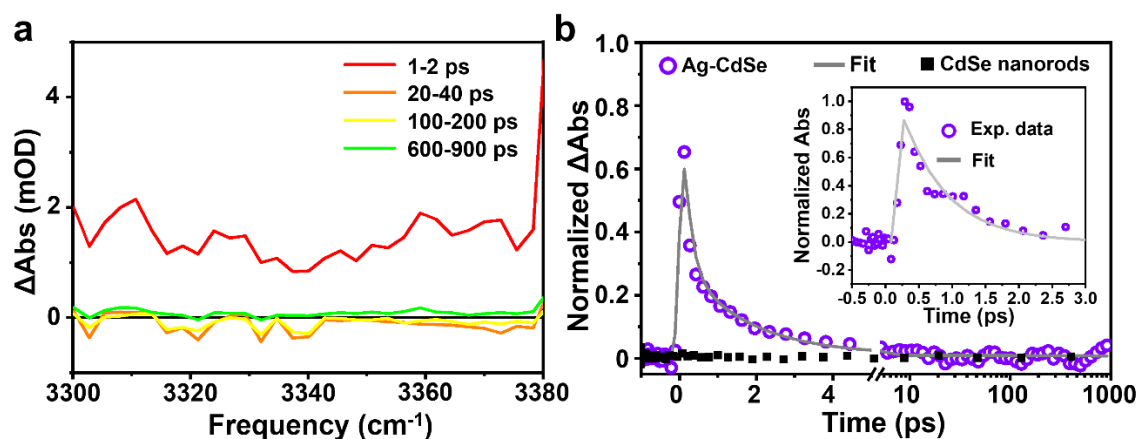 a
ΔAbs (mOD)
4
2
0
3300
3320
3340
3360
3380
Frequency (cm⁻¹)
1-2 ps
20-40 ps
100-200 ps
600-900 ps
b
Normalized ΔAbs
1.0
0.8
0.6
0.4
0.2
0
0
2
4
10
100
1000
Time (ps)
Ag-CdSe
Fit
CdSe nanorods
Normalized Abs
1.0
0.8
0.6
0.4
0.2
0.0
-0.2
-0.5
0.0
0.5
1.0
1.5
2.0
2.5
3.0
Time (ps)
Exp. data
Fit